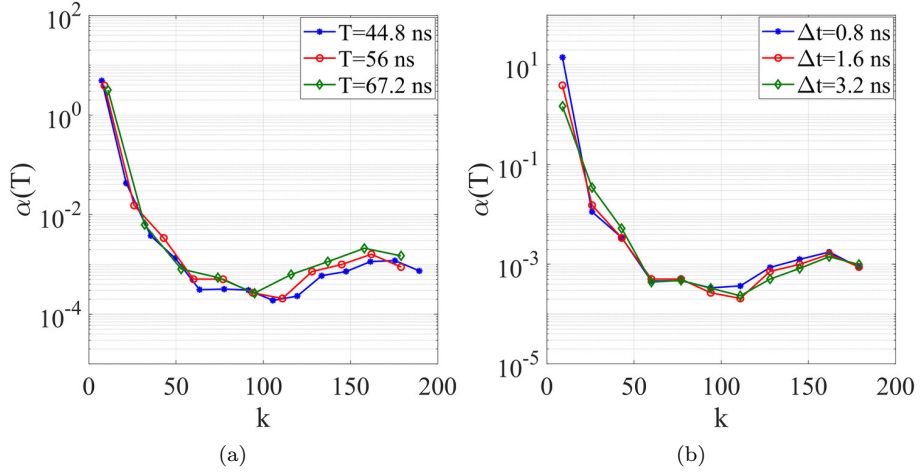 10^2
10^0
10^-2
10^-4
α(T)
T=44.8 ns
T=56 ns
T=67.2 ns
0 50 100 150 200
k
(a)
10^1
10^-1
10^-3
10^-5
α(T)
Δt=0.8 ns
Δt=1.6 ns
Δt=3.2 ns
0 50 100 150 200
k
(b)